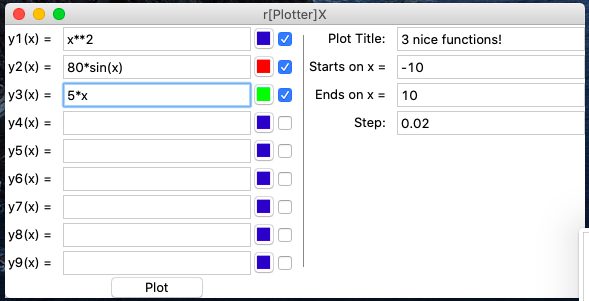 r[Plotter]X
y1(x) = x**2
y2(x) = 80*sin(x)
y3(x) = 5*x
y4(x) =
y5(x) =
y6(x) =
y7(x) =
y8(x) =
y9(x) =
Plot
Plot Title: 3 nice functions!
Starts on x = -10
Ends on x = 10
Step: 0.02